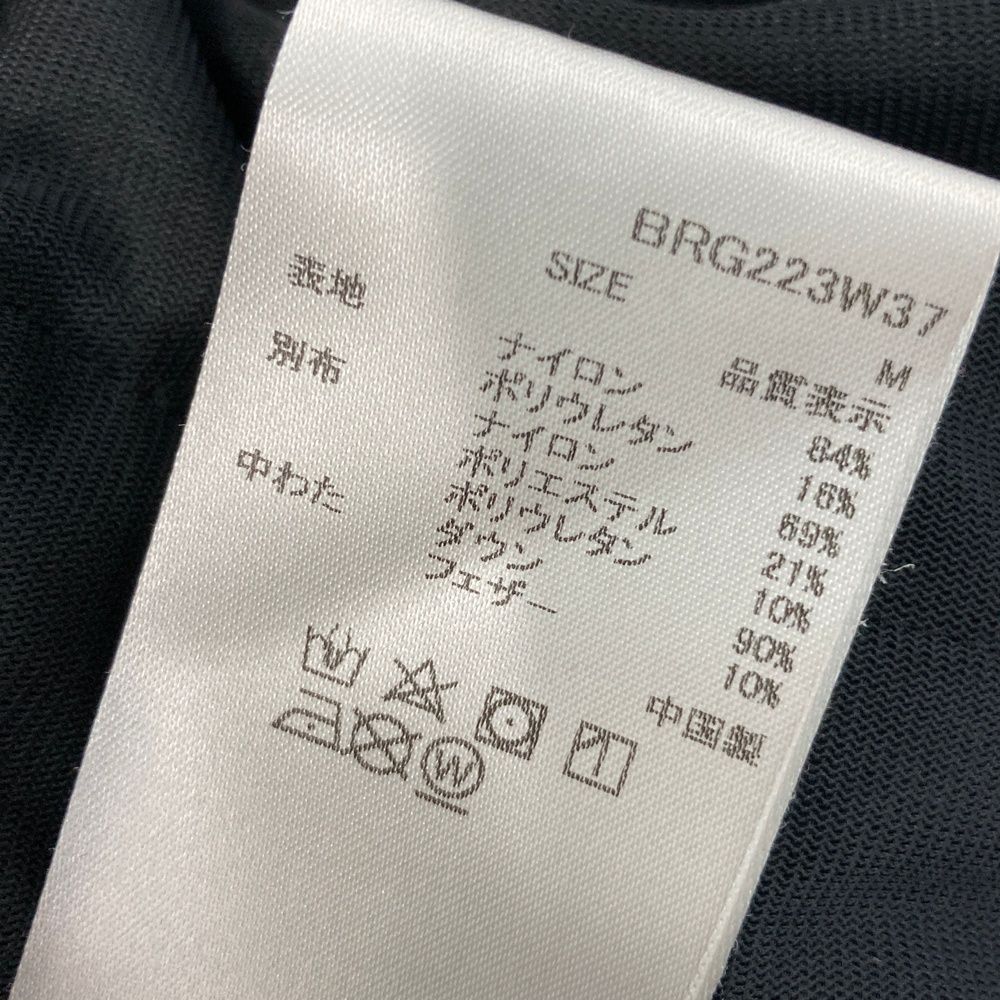 BRG223W37
SIZE M
品質表示
表地 ナイロン 84%
ポリウレタン 16%
別布 ナイロン 69%
ポリエステル 21%
ポリウレタン 10%
中わた ダウン 90%
フェザー 10%
中国製
W